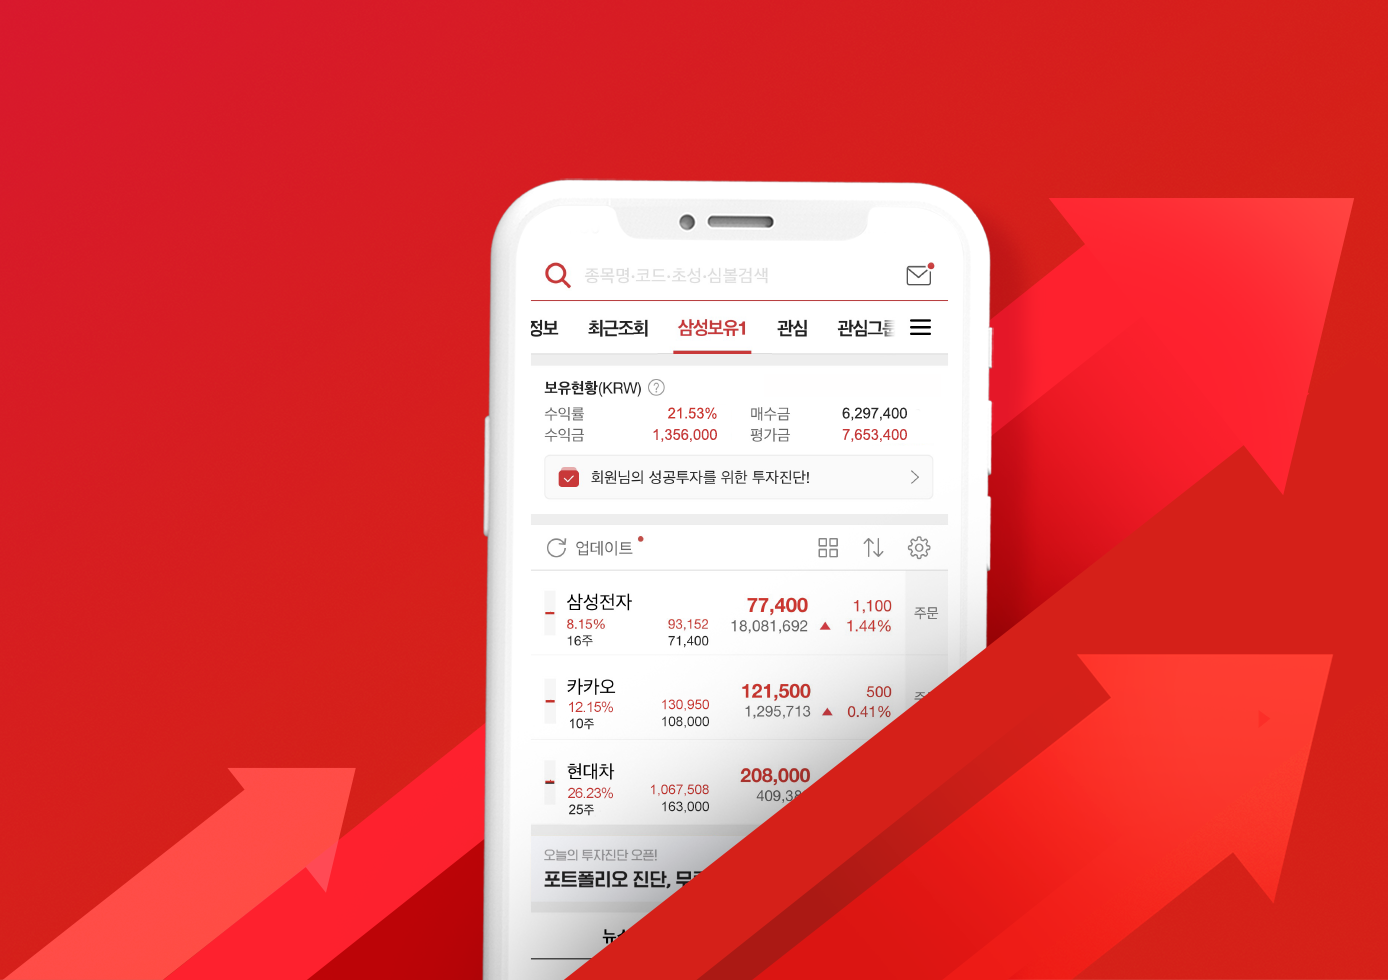 종목명·코드·초성·심볼검색
정보 최근조회 삼성보유1 관심 관심그룹
보유현황(KRW) ?
수익률 21.53% 매수금 6,297,400
수익금 1,356,000 평가금 7,653,400
회원님의 성공투자를 위한 투자진단!
업데이트
삼성전자 77,400 1,100 주문
8.15% 93,152 18,081,692 ▲ 1.44%
16주 71,400
카카오 121,500 500
12.15% 130,950 1,295,713 ▲ 0.41%
10주 108,000
현대차 208,000
26.23% 1,067,508 409,38
25주 163,000
오늘의 투자진단 오픈!
포트폴리오 진단,